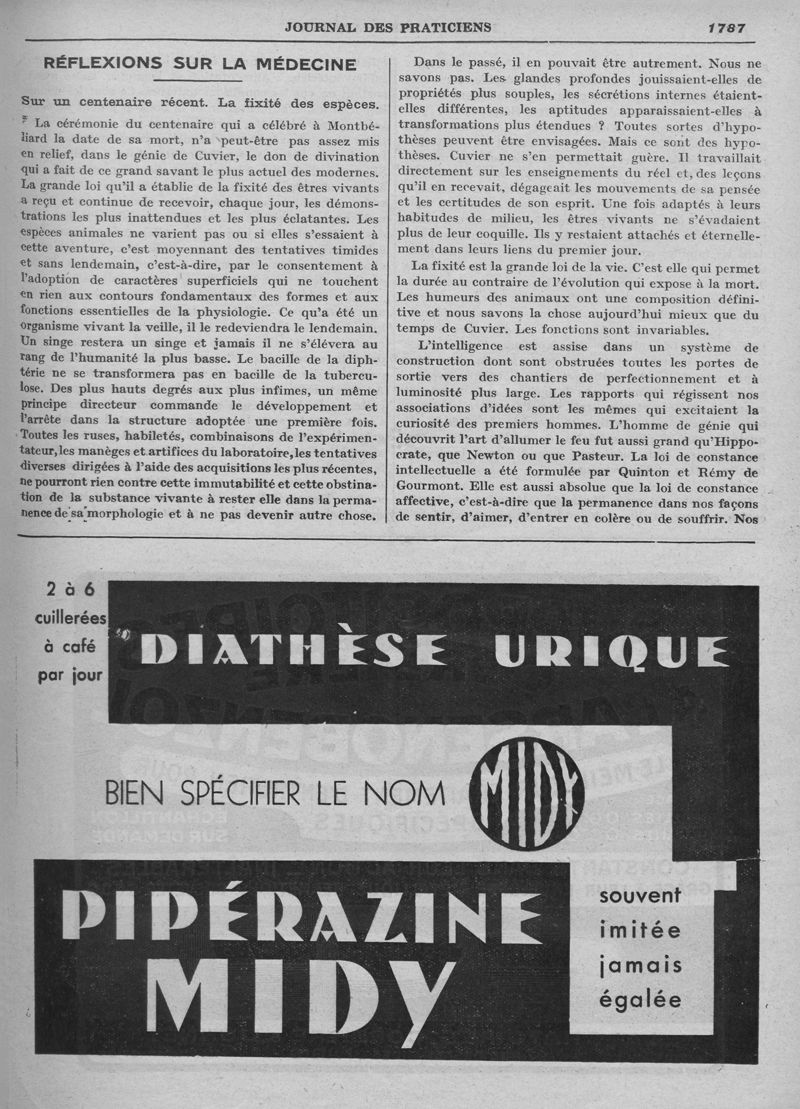 JOURNAL DES PRATICIENS 1787
RÉFLEXIONS SUR LA MÉDECINE
Sur un centenaire récent. La fixité des espèces.
La cérémonie du centenaire qui a célébré à Montbé-
liard la date de sa mort, n'a peut-être pas assez mis
en relief, dans le génie de Cuvier, le don de divination
qui a fait de ce grand savant le plus actuel des modernes.
La grande loi qu'il a établie de la fixité des êtres vivants
a reçu et continue de recevoir, chaque jour, les démons-
trations les plus inattendues et les plus éclatantes. Les
espèces animales ne varient pas ou si elles s'essaient à
cette aventure, c'est moyennant des tentatives timides
et sans lendemain, c'est-à-dire, par le consentement à
l'adoption de caractères superficiels qui ne touchent
en rien aux contours fondamentaux des formes et aux
fonctions essentielles de la physiologie. Ce qu'a été un
organisme vivant la veille, il le redeviendra le lendemain.
Un singe restera un singe et jamais il ne s'élévera au
rang de l'humanité la plus basse. Le bacille de la diph-
térie ne se transformera pas en bacille de la tubercu-
lose. Des plus hauts degrés aux plus infimes, un même
principe directeur commande le développement et
l'arrête dans la structure adoptée une première fois.
Toutes les ruses, habiletés, combinaisons de l'expérimen-
tateur, les manèges et artifices du laboratoire, les tentatives
diverses dirigées à l'aide des acquisitions les plus récentes,
ne pourront rien contre cette immutabilité et cette obstina-
tion de la substance vivante à rester elle dans la perma-
nence de sa morphologie et à ne pas devenir autre chose.
Dans le passé, il en pouvait être autrement. Nous ne
savons pas. Les glandes profondes jouissaient-elles de
propriétés plus souples, les sécrétions internes étaient-
elles différentes, les aptitudes apparaissaient-elles à
transformations plus étendues ? Toutes sortes d'hypo-
thèses peuvent être envisagées. Mais ce sont des hypo-
thèses. Cuvier ne s'en permettait guère. Il travaillait
directement sur les enseignements du réel et, des leçons
qu'il en recevait, dégageait les mouvements de sa pensée
et les certitudes de son esprit. Une fois adaptés à leurs
habitudes de milieu, les êtres vivants ne s'évadaient
plus de leur coquille. Ils y restaient attachés et éternelle-
ment dans leurs liens du premier jour.
La fixité est la grande loi de la vie. C'est elle qui permet
la durée au contraire de l'évolution qui expose à la mort.
Les humeurs des animaux ont une composition défini-
tive et nous savons la chose aujourd'hui mieux que du
temps de Cuvier. Les fonctions sont invariables.
L'intelligence est assise dans un système de
construction dont sont obstruées toutes les portes de
sortie vers des chantiers de perfectionnement et à
luminosité plus large. Les rapports qui régissent nos
associations d'idées sont les mêmes qui excitaient la
curiosité des premiers hommes. L'homme de génie qui
découvrit l'art d'allumer le feu fut aussi grand qu'Hippo-
crate, que Newton ou que Pasteur. La loi de constance
intellectuelle a été formulée par Quinton et Rémy de
Gourmont. Elle est aussi absolue que la loi de constance
affective, c'est-à-dire que la permanence dans nos façons
de sentir, d'aimer, d'entrer en colère ou de souffrir. Nos
2 à 6
cuillerées
à café
par jour
DIATHÈSE URIQUE
BIEN SPÉCIFIER LE NOM MIDY
PIPÉRAZINE
MIDY
souvent
imitée
jamais
égalée